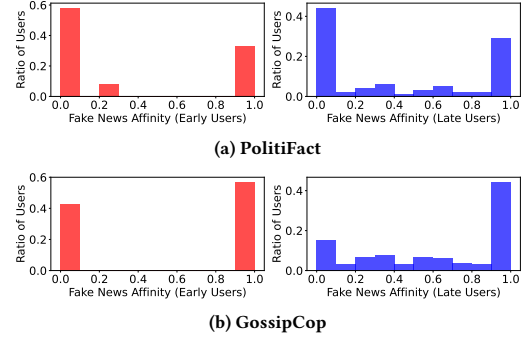 0.6
0.4
0.2
0.0
Ratio of Users
0.0 0.2 0.4 0.6 0.8 1.0
Fake News Affinity (Early Users)
0.4
0.2
0.0
Ratio of Users
0.0 0.2 0.4 0.6 0.8 1.0
Fake News Affinity (Late Users)
(a) PolitiFact
0.6
0.4
0.2
0.0
Ratio of Users
0.0 0.2 0.4 0.6 0.8 1.0
Fake News Affinity (Early Users)
0.4
0.2
0.0
Ratio of Users
0.0 0.2 0.4 0.6 0.8 1.0
Fake News Affinity (Late Users)
(b) GossipCop